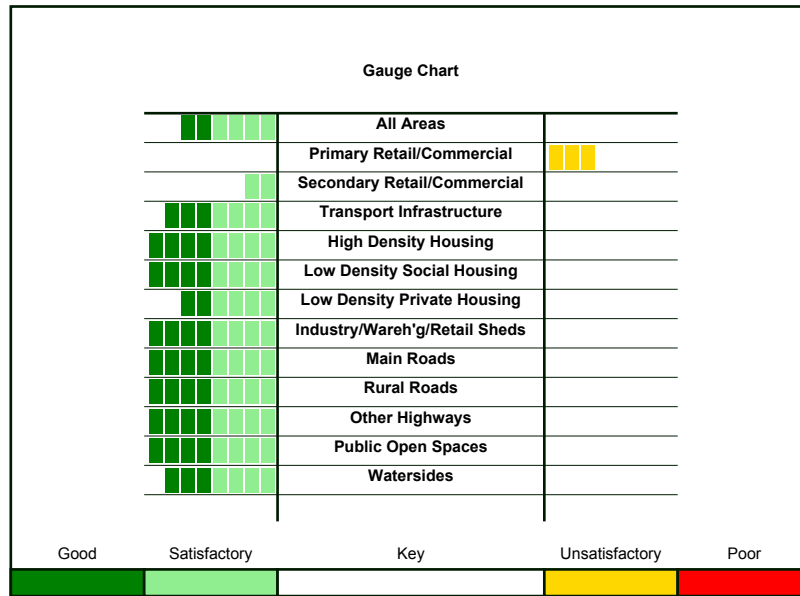 Gauge Chart
All Areas
Primary Retail/Commercial
Secondary Retail/Commercial
Transport Infrastructure
High Density Housing
Low Density Social Housing
Low Density Private Housing
Industry/Wareh'g/Retail Sheds
Main Roads
Rural Roads
Other Highways
Public Open Spaces
Watersides
Good Satisfactory Key Unsatisfactory Poor